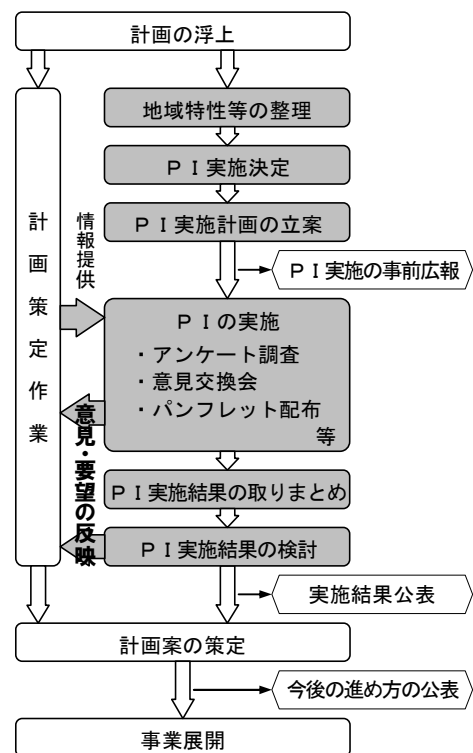 計画の浮上
地域特性等の整理
ＰＩ実施決定
ＰＩ実施計画の立案
ＰＩ実施の事前広報
計画策定作業
情報提供
ＰＩの実施
・アンケート調査
・意見交換会
・パンフレット配布
等
意見・要望の反映
ＰＩ実施結果の取りまとめ
ＰＩ実施結果の検討
実施結果公表
計画案の策定
今後の進め方の公表
事業展開